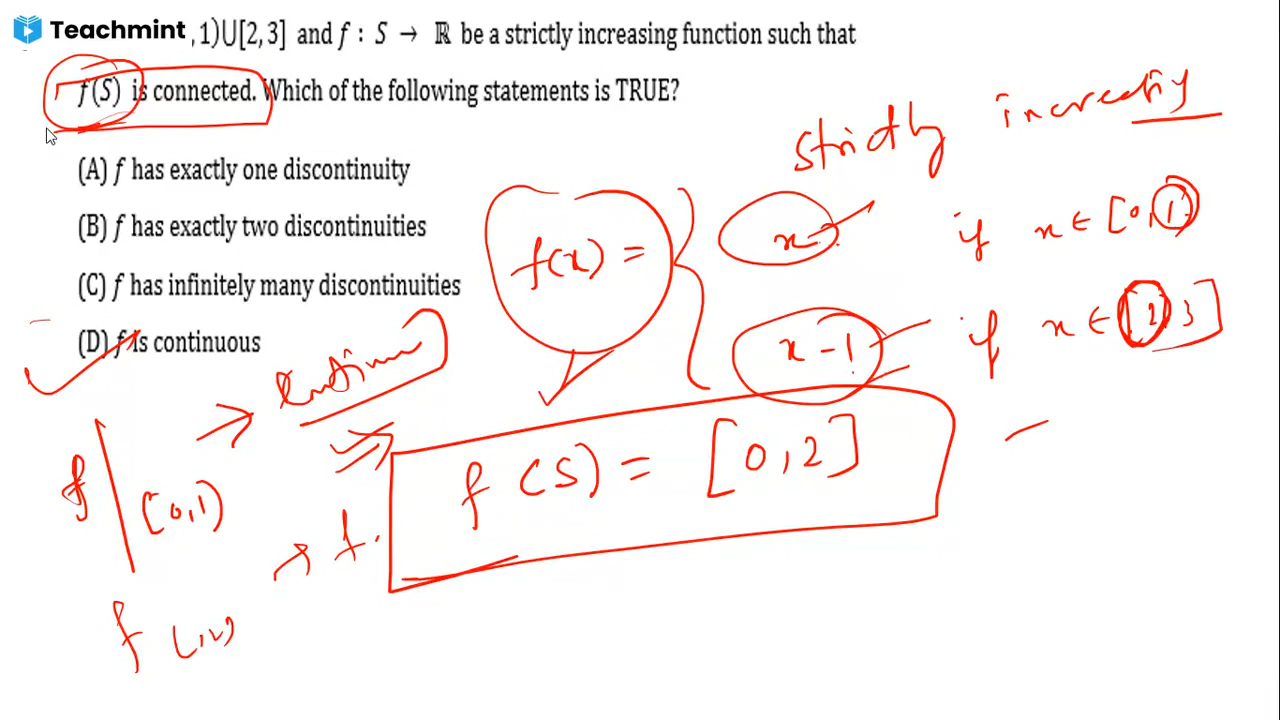 Teachmint
, 1)∪[2, 3] and f : S → ℝ be a strictly increasing function such that
f(S) is connected. Which of the following statements is TRUE?
strictly increasing
(A) f has exactly one discontinuity
(B) f has exactly two discontinuities
f(x) = { x if x ∈ [0,1)
(C) f has infinitely many discontinuities
x-1 if x ∈ [2,3]
(D) f is continuous
f(S) = [0,2]
f | [0,1) →
→ f.
f